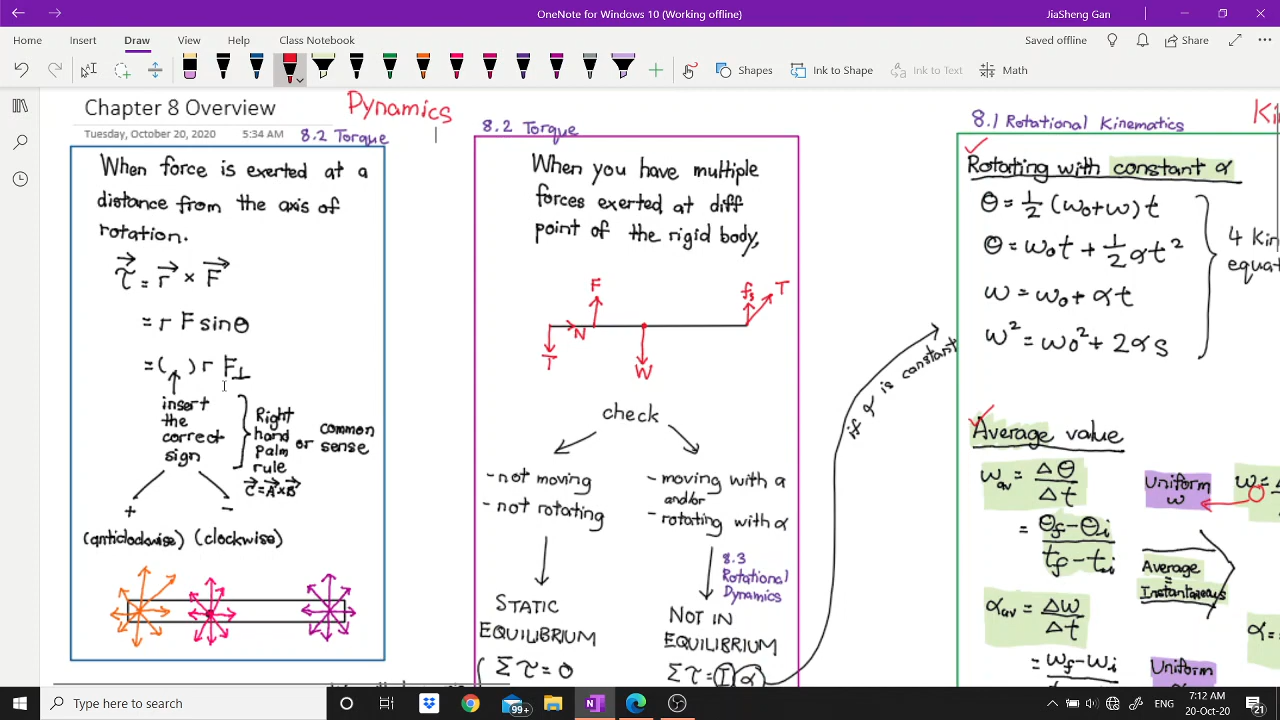 OneNote for Windows 10 (Working offline)
JiaSheng Gan
Home Insert Draw View Help Class Notebook
Saved offline
Share
Shapes
Ink to Shape
Ink to Text
Math
Chapter 8 Overview
Dynamics
Tuesday, October 20, 2020 5:34 AM
8.2 Torque
When force is exerted at a
distance from the axis of
rotation.
τ⃗ = r⃗ × F⃗
= r F sinθ
= ( ) r F⊥
insert
the
correct
sign
Right
hand
palm
rule
C⃗ = A⃗ × B⃗
or
common
sense
+ -
(anticlockwise) (clockwise)
8.2 Torque
When you have multiple
forces exerted at diff
point of the rigid body,
F
fs
T
N
T
W
check
- not moving
- not rotating
- moving with a
and/or
- rotating with α
8.3
Rotational
Dynamics
STATIC
EQUILIBRIUM
Στ = 0
NOT IN
EQUILIBRIUM
Στ = I α
if α is constant
8.1 Rotational Kinematics
Ki
Rotating with constant α
θ = 1/2 (ω0 + ω) t
θ = ω0t + 1/2 αt²
ω = ω0 + αt
ω² = ω0² + 2αs
4 Kin
equat
Average value
ωav = Δθ/Δt
= (θf - θi)/(tf - ti)
Uniform
ω
Average
=
Instantaneous
αav = Δω/Δt
= ωf - ωi
Uniform
α =
Type here to search
99+
ENG
7:12 AM
20-Oct-20
21